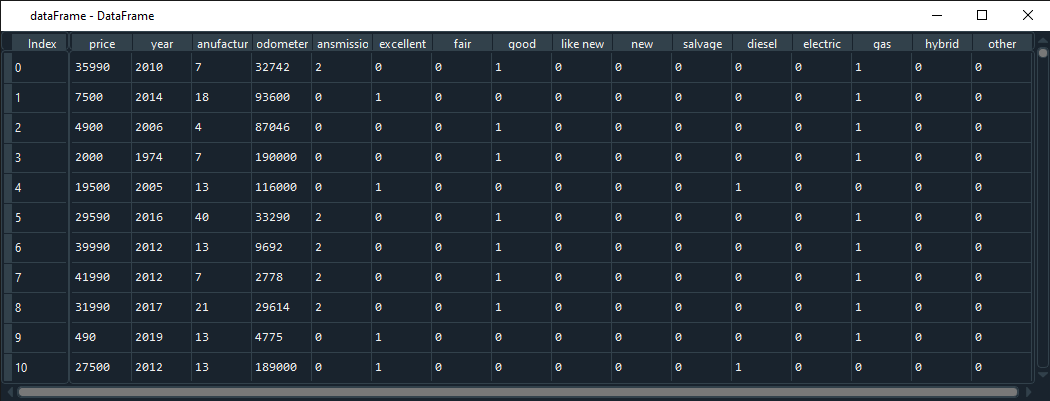 dataFrame - DataFrame
Index price year anufactur odometer ansmissio excellent fair good like new new salvage diesel electric gas hybrid other
0 35990 2010 7 32742 2 0 0 1 0 0 0 0 0 1 0 0
1 7500 2014 18 93600 0 1 0 0 0 0 0 0 0 1 0 0
2 4900 2006 4 87046 0 0 0 1 0 0 0 0 0 1 0 0
3 2000 1974 7 190000 0 0 0 1 0 0 0 0 0 1 0 0
4 19500 2005 13 116000 0 1 0 0 0 0 0 1 0 0 0 0
5 29590 2016 40 33290 2 0 0 1 0 0 0 0 0 1 0 0
6 39990 2012 13 9692 2 0 0 1 0 0 0 0 0 1 0 0
7 41990 2012 7 2778 2 0 0 1 0 0 0 0 0 1 0 0
8 31990 2017 21 29614 2 0 0 1 0 0 0 0 0 1 0 0
9 490 2019 13 4775 0 1 0 0 0 0 0 0 0 1 0 0
10 27500 2012 13 189000 0 1 0 0 0 0 0 1 0 0 0 0